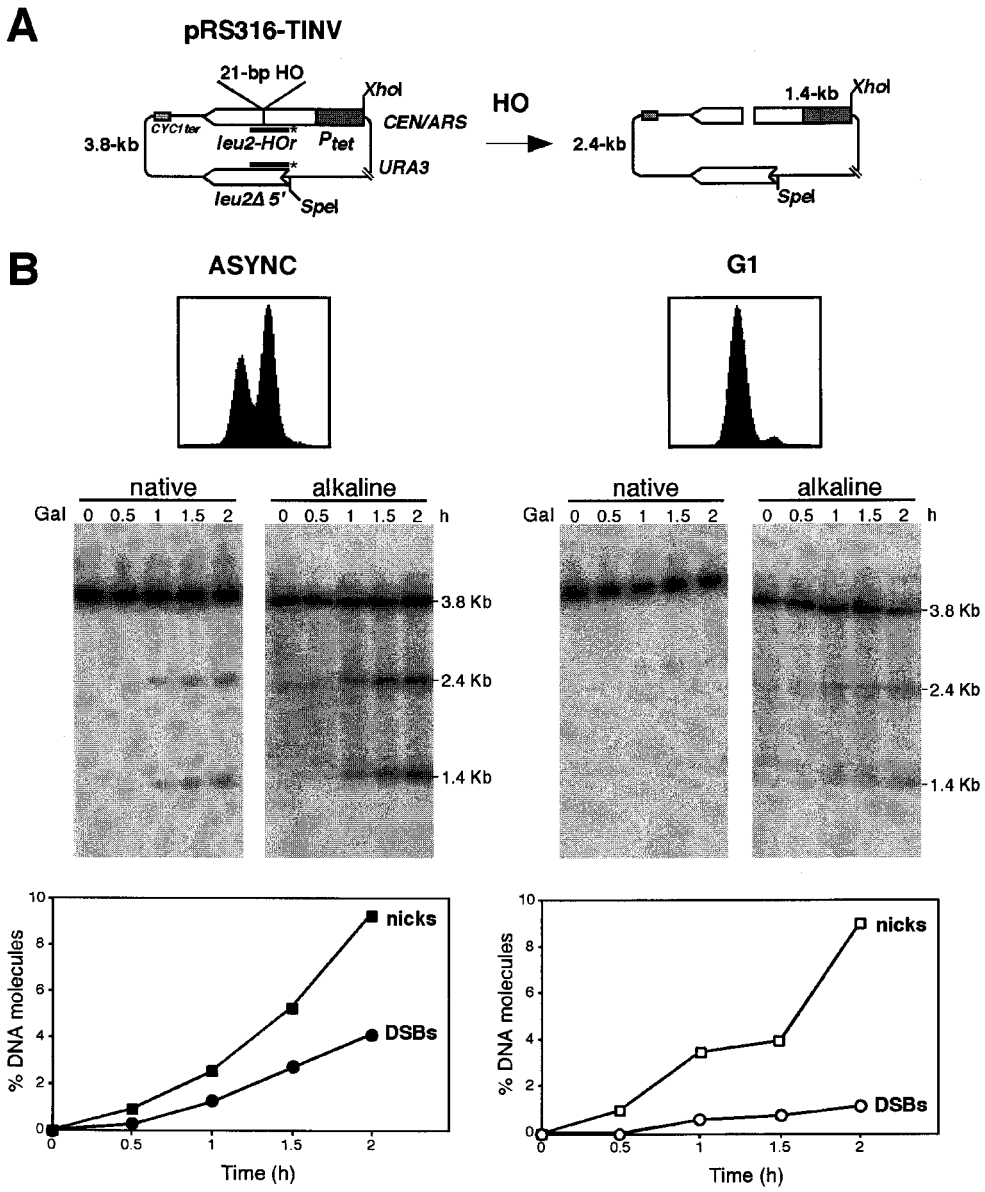 A
pRS316-TINV
21-bp HO
XhoI
CYC1ter
leu2-HOr
*
Ptet
CEN/ARS
3.8-kb
*
URA3
leu2Δ 5'
SpeI
HO
1.4-kb
XhoI
2.4-kb
SpeI
B
ASYNC
G1
native
alkaline
Gal 0 0.5 1 1.5 2 0 0.5 1 1.5 2 h
3.8 Kb
2.4 Kb
1.4 Kb
native
alkaline
Gal 0 0.5 1 1.5 2 0 0.5 1 1.5 2 h
3.8 Kb
2.4 Kb
1.4 Kb
% DNA molecules
10
8
6
4
2
0
nicks
DSBs
0 0.5 1 1.5 2
Time (h)
% DNA molecules
10
8
6
4
2
0
nicks
DSBs
0 0.5 1 1.5 2
Time (h)